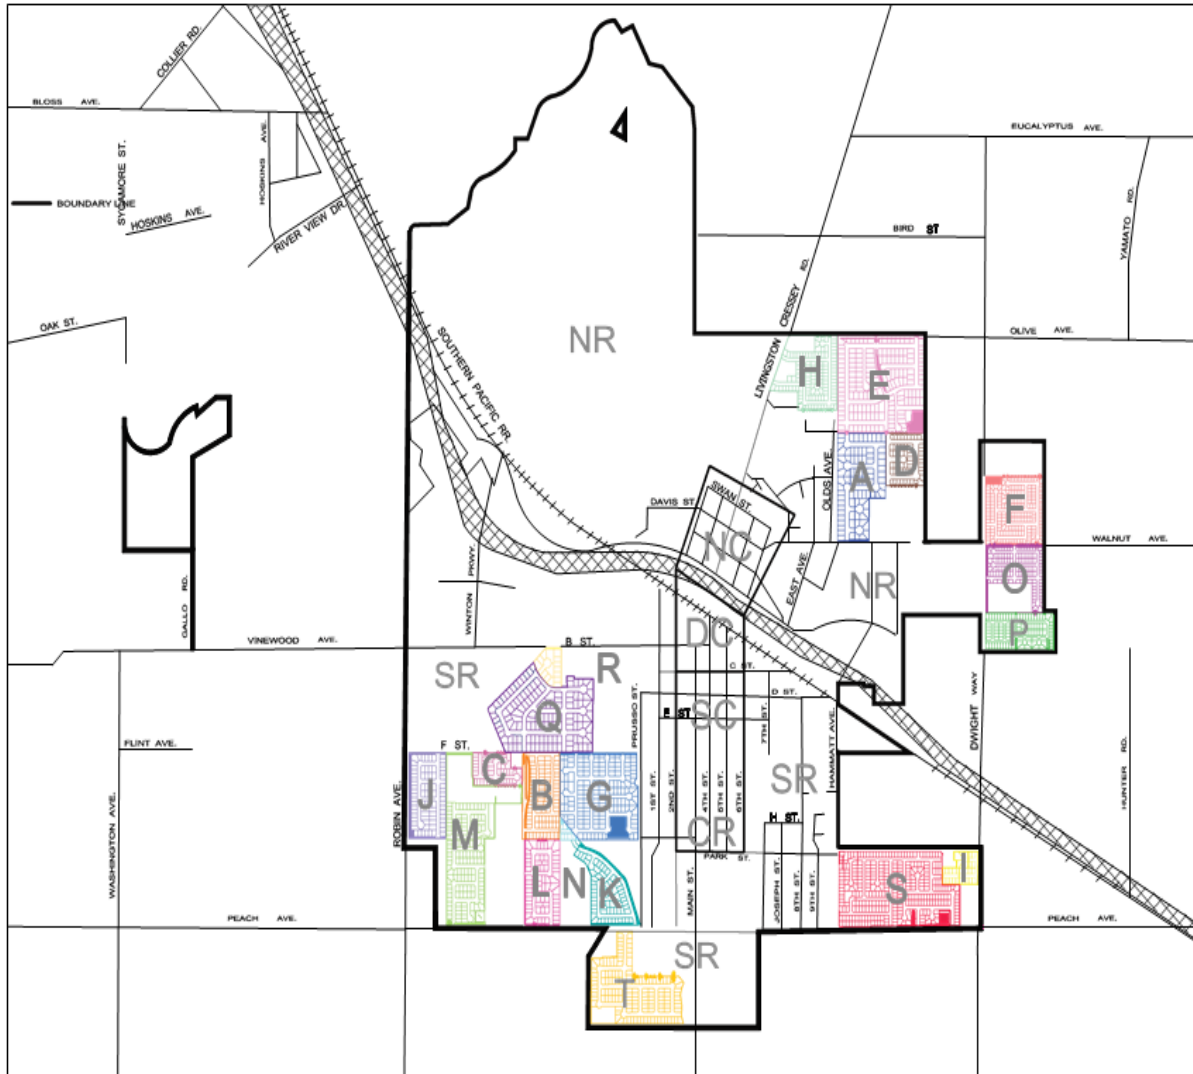 COLLIER RD.
BLOSS AVE.
HOSKINS AVE.
SYCAMORE ST.
BOUNDARY LINE
HOSKINS AVE.
RIVER VIEW DR.
EUCALYPTUS AVE.
YAMATO RD.
BIRD ST
LIVINGSTON CRESSEY RD.
OAK ST.
OLIVE AVE.
SOUTHERN PACIFIC RR.
NR
H
E
OLDS AVE.
A
D
F
SWAN ST.
DAVIS ST.
NC
WALNUT AVE.
WINTON PKWY.
EAST AVE.
NR
O
GALLO RD.
P
VINEWOOD AVE.
B ST.
DC
R
SR
C ST.
D ST.
PRUSSO ST.
F ST
SC
7TH ST.
Q
DWIGHT WAY
HAMMATT AVE.
FLINT AVE.
F ST.
C
J
B
G
1ST ST.
2ND ST.
4TH ST.
5TH ST.
6TH ST.
SR
HUNTER RD.
ROBIN AVE.
M
H ST.
CR
PARK ST.
WASHINGTON AVE.
L
N
K
MAIN ST.
JOSEPH ST.
8TH ST.
9TH ST.
S
I
PEACH AVE.
PEACH AVE.
SR
T